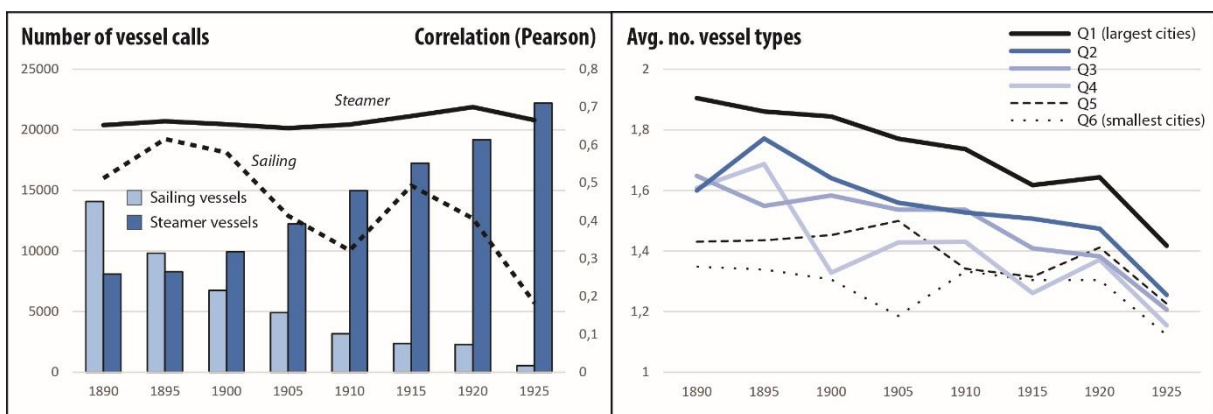 Number of vessel calls
Correlation (Pearson)
25000
20000
15000
10000
5000
0
0,8
0,7
0,6
0,5
0,4
0,3
0,2
0,1
0
Steamer
Sailing
Sailing vessels
Steamer vessels
1890 1895 1900 1905 1910 1915 1920 1925
Avg. no. vessel types
Q1 (largest cities)
Q2
Q3
Q4
Q5
Q6 (smallest cities)
2
1,8
1,6
1,4
1,2
1
1890 1895 1900 1905 1910 1915 1920 1925